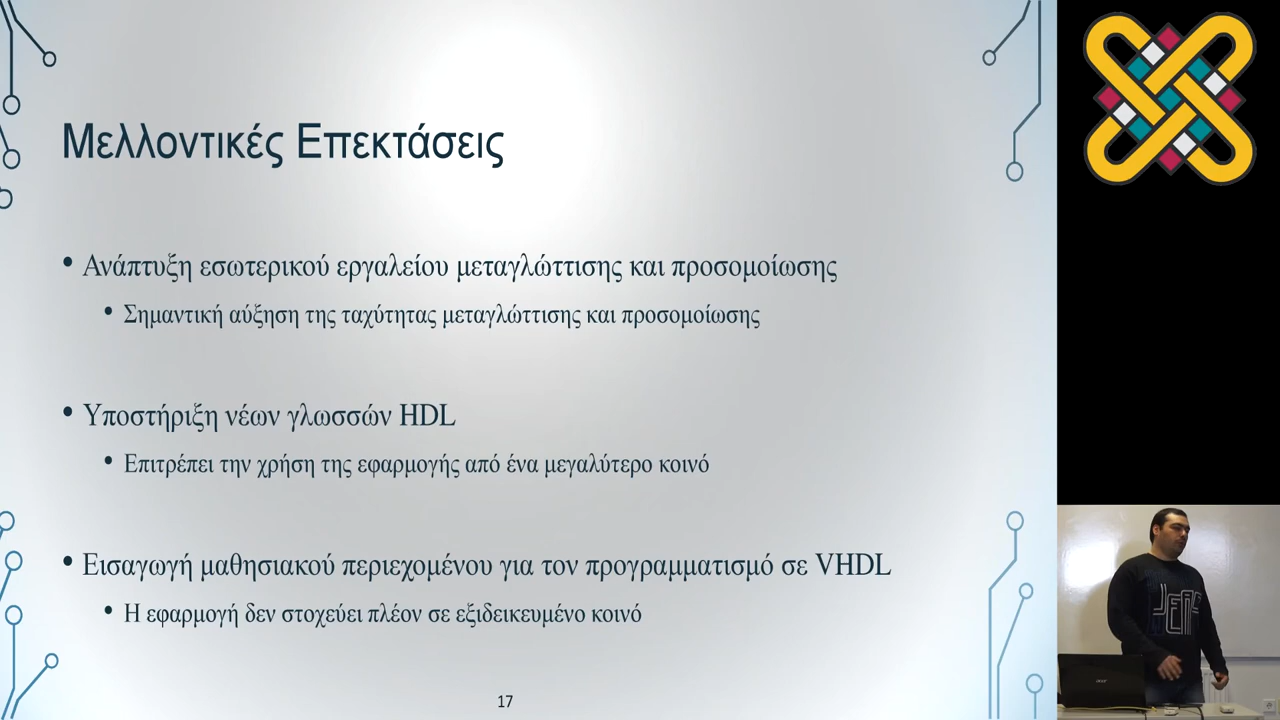 Μελλοντικές Επεκτάσεις
• Ανάπτυξη εσωτερικού εργαλείου μεταγλώττισης και προσομοίωσης
• Σημαντική αύξηση της ταχύτητας μεταγλώττισης και προσομοίωσης
• Υποστήριξη νέων γλωσσών HDL
• Επιτρέπει την χρήση της εφαρμογής από ένα μεγαλύτερο κοινό
• Εισαγωγή μαθησιακού περιεχομένου για τον προγραμματισμό σε VHDL
• Η εφαρμογή δεν στοχεύει πλέον σε εξιδεικευμένο κοινό
17